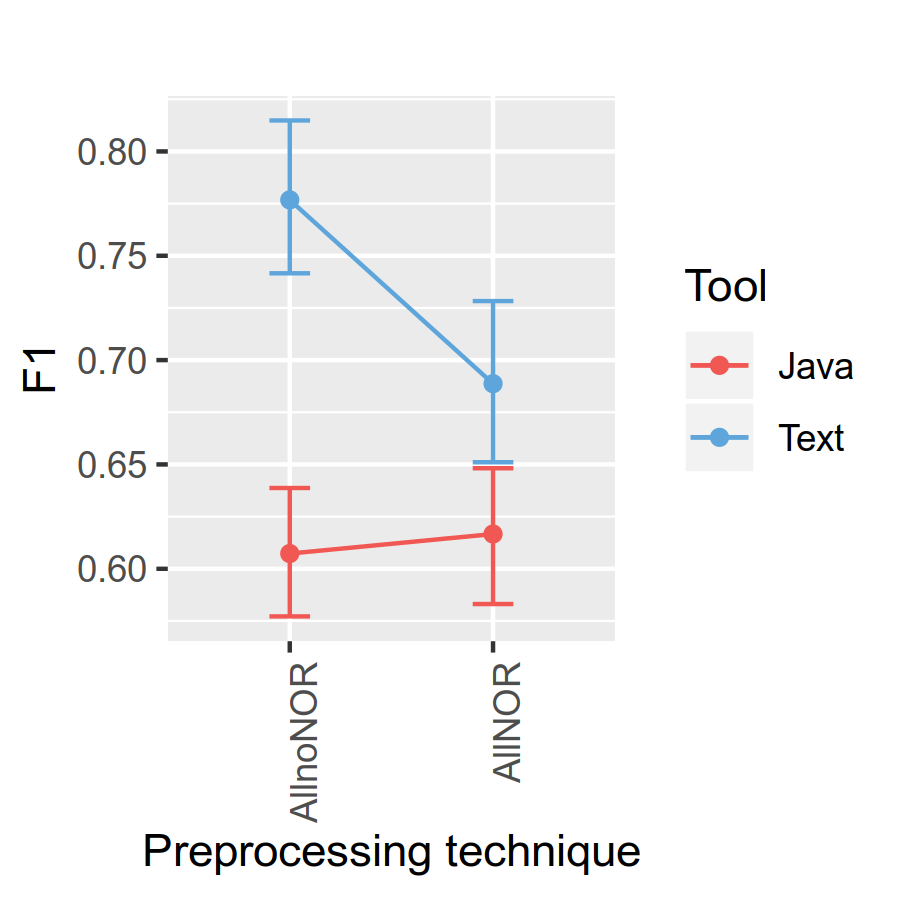 0.80
0.75
0.70
0.65
0.60
F1
AllnoNOR
AllNOR
Preprocessing technique
Tool
Java
Text